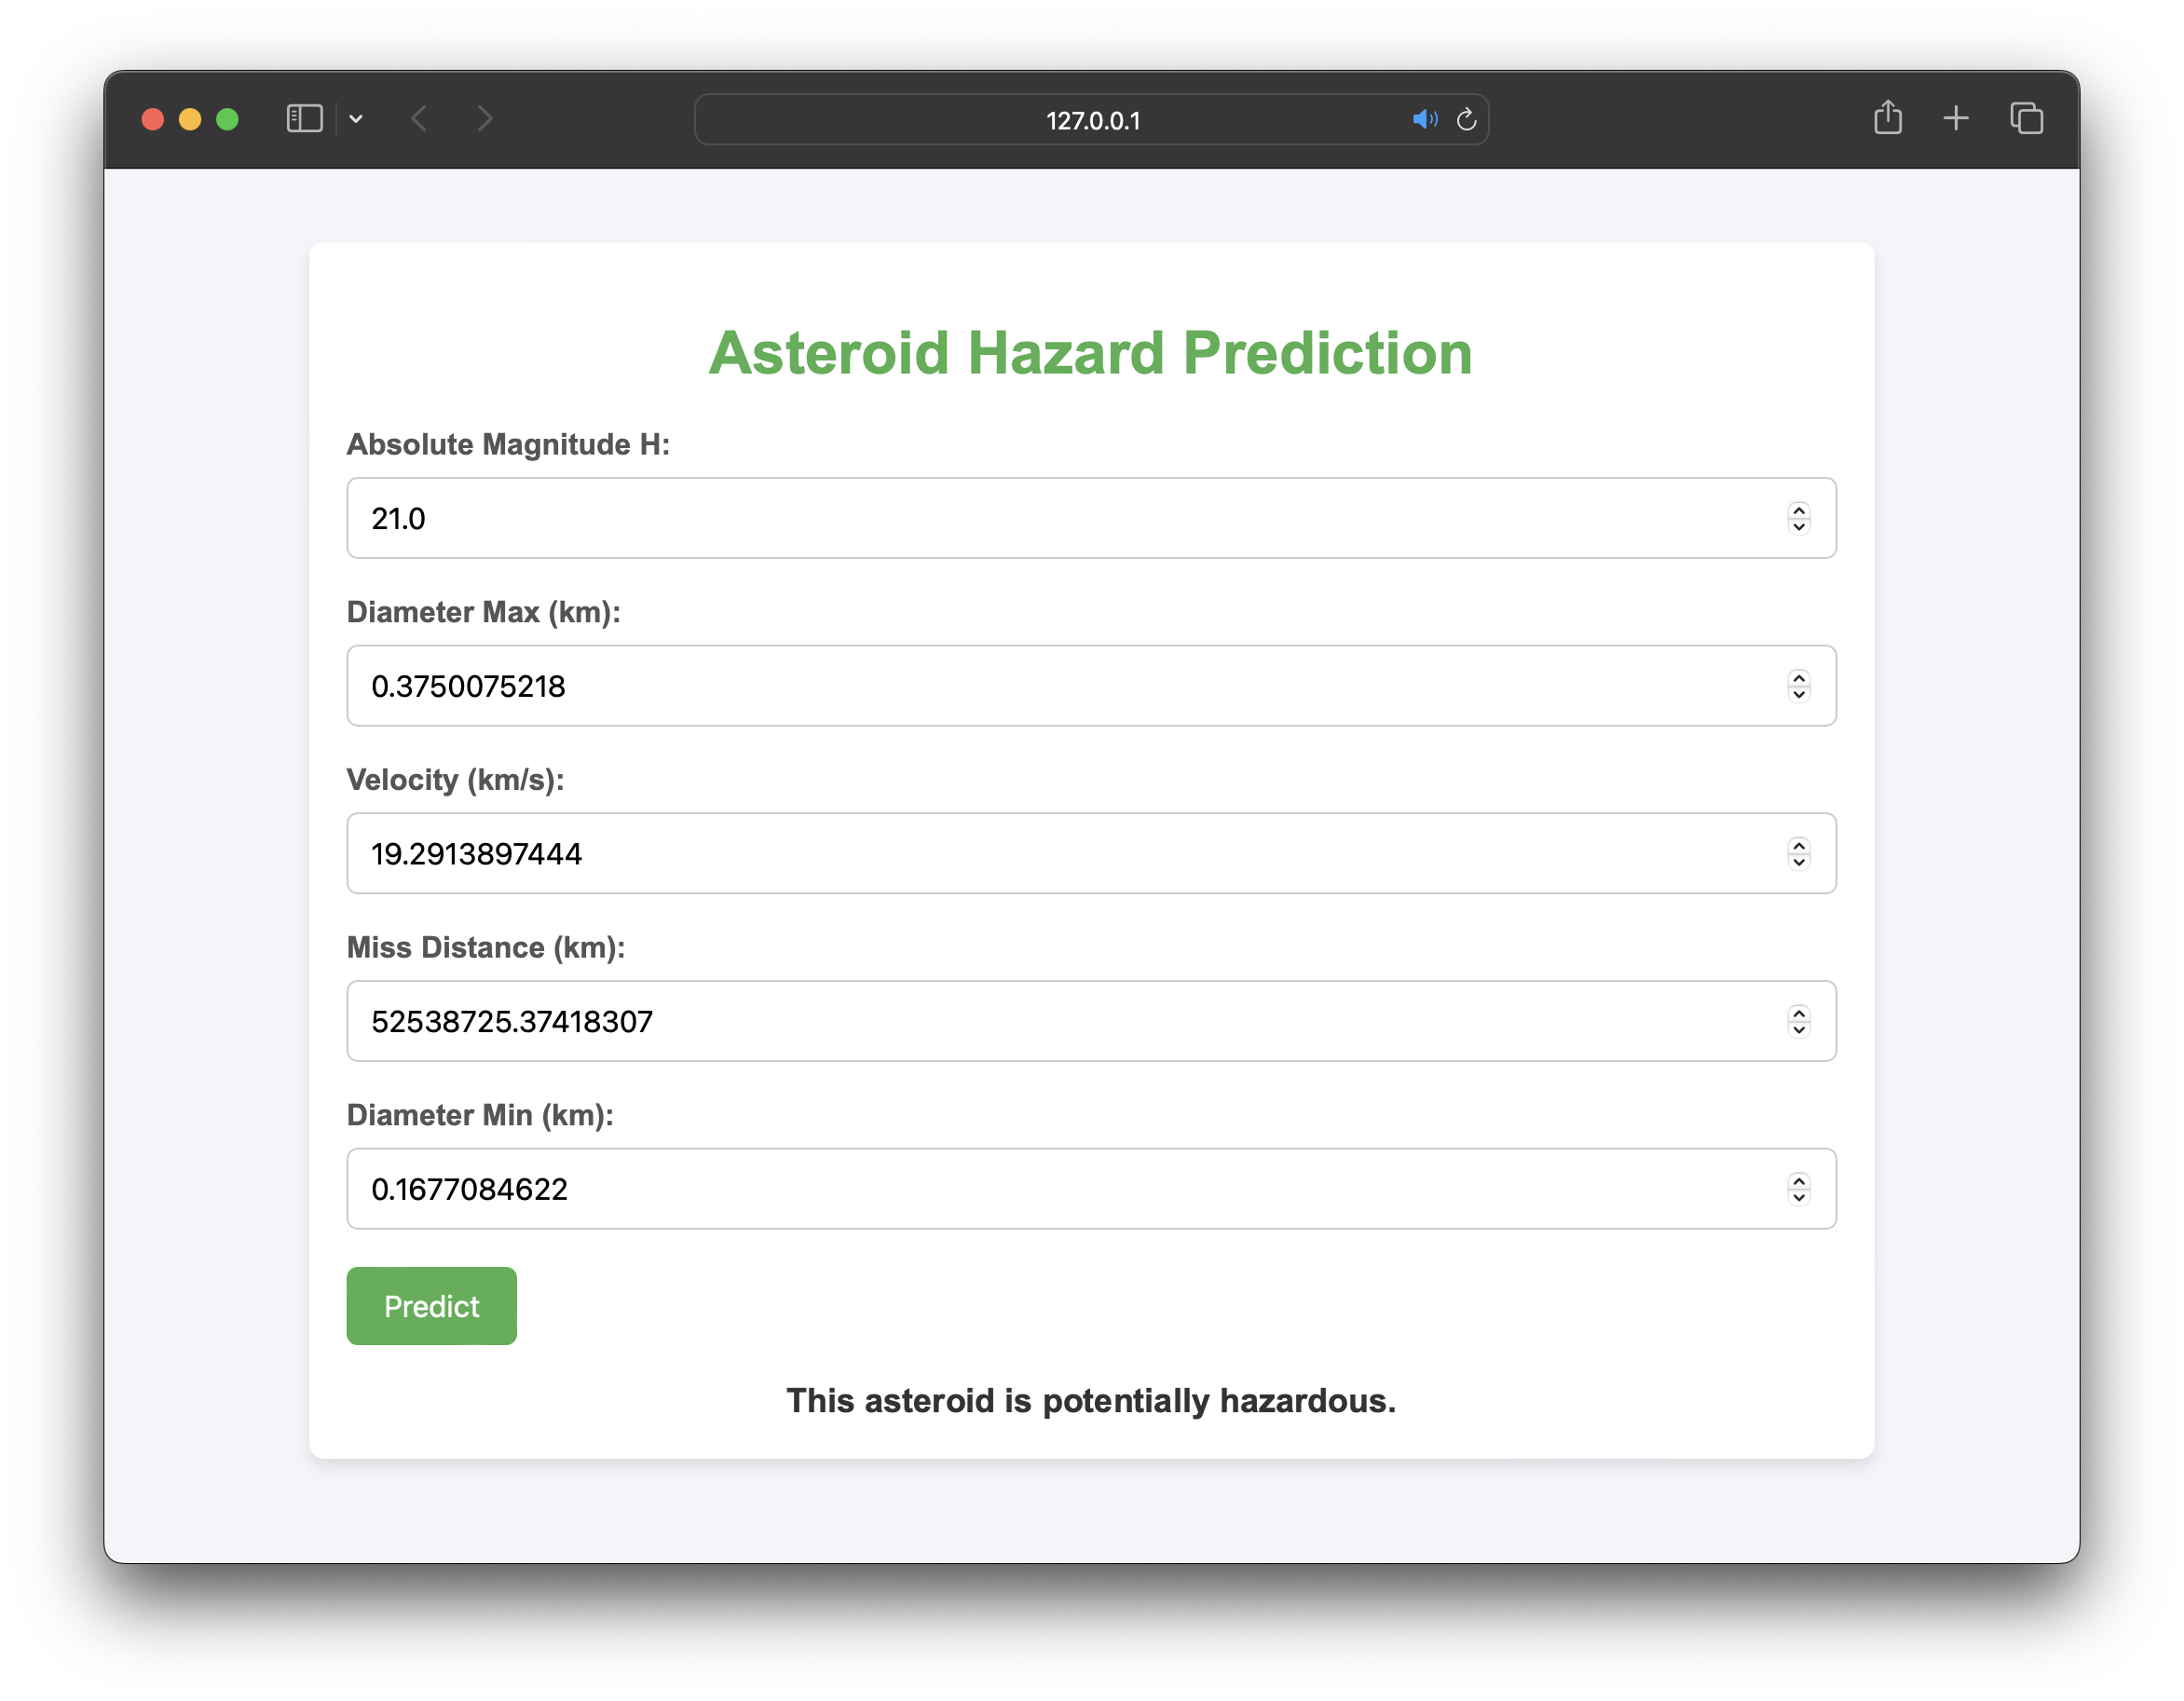 127.0.0.1
Asteroid Hazard Prediction
Absolute Magnitude H:
21.0
Diameter Max (km):
0.3750075218
Velocity (km/s):
19.2913897444
Miss Distance (km):
52538725.37418307
Diameter Min (km):
0.1677084622
Predict
This asteroid is potentially hazardous.